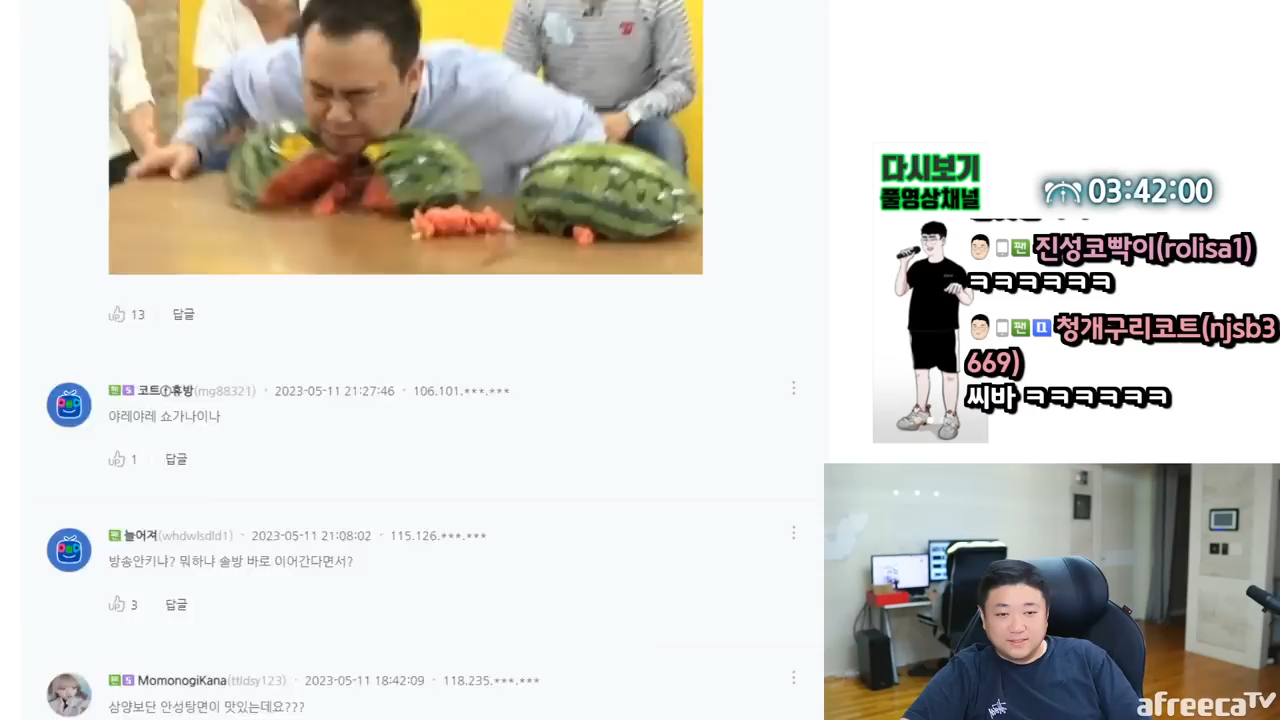 13 답글
코트ⓕ휴방(mg88321) · 2023-05-11 21:27:46 · 106.101.***.***
야레야레 쇼가나이나
1 답글
늘어져(whdwlsdld1) · 2023-05-11 21:08:02 · 115.126.***.***
방송안키냐? 뭐하냐 솔방 바로 이어간다면서?
3 답글
MomonogiKana(ttldsy123) · 2023-05-11 18:42:09 · 118.235.***.***
삼양보단 안성탕면이 맛있는데요???
다시보기
풀영상채널
03:42:00
팬 진성코빡이(rolisa1)
ㅋㅋㅋㅋㅋㅋ
팬 청개구리코트(njsb3
669)
씨바 ㅋㅋㅋㅋㅋㅋ
afreecaTV